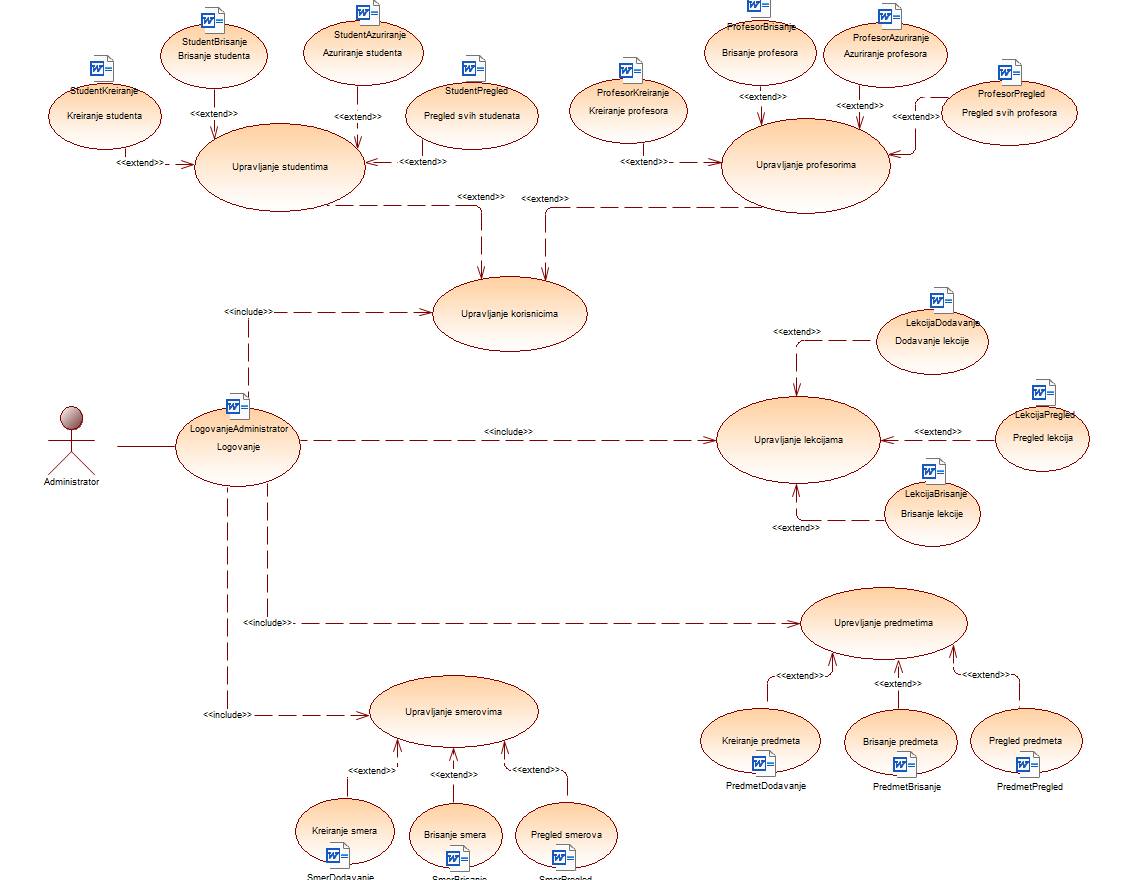 StudentBrisanje
Brisanje studenta
StudentAzuriranje
Azuriranje studenta
StudentKreiranje
Kreiranje studenta
StudentPregled
Pregled svih studenata
<<extend>>
<<extend>>
<<extend>>
<<extend>>
Upravljanje studentima
ProfesorBrisanje
Brisanje profesora
ProfesorAzuriranje
Azuriranje profesora
ProfesorKreiranje
Kreiranje profesora
ProfesorPregled
Pregled svih profesora
<<extend>>
<<extend>>
<<extend>>
<<extend>>
Upravljanje profesorima
<<extend>>
<<extend>>
<<include>>
Upravljanje korisnicima
LekcijaDodavanje
Dodavanje lekcije
<<extend>>
LogovanjeAdministrator
Logovanje
Administrator
<<include>>
Upravljanje lekcijama
<<extend>>
LekcijaPregled
Pregled lekcija
LekcijaBrisanje
Brisanje lekcije
<<extend>>
<<include>>
Uprevljanje predmetima
<<extend>>
<<extend>>
<<extend>>
Kreiranje predmeta
PredmetDodavanje
Brisanje predmeta
PredmetBrisanje
Pregled predmeta
PredmetPregled
<<include>>
Upravljanje smerovima
<<extend>>
<<extend>>
<<extend>>
Kreiranje smera
SmerDodavanje
Brisanje smera
SmerBrisanje
Pregled smerova
SmerPregled